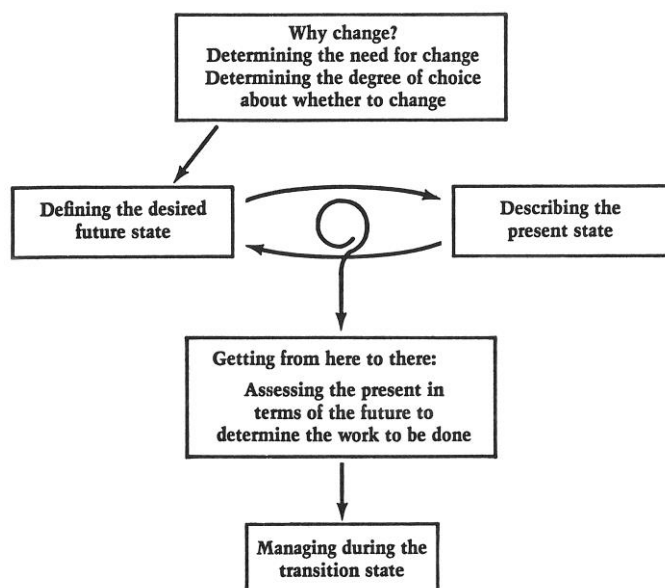 Why change?
Determining the need for change
Determining the degree of choice
about whether to change
Defining the desired
future state
Describing the
present state
Getting from here to there:
Assessing the present in
terms of the future to
determine the work to be done
Managing during the
transition state